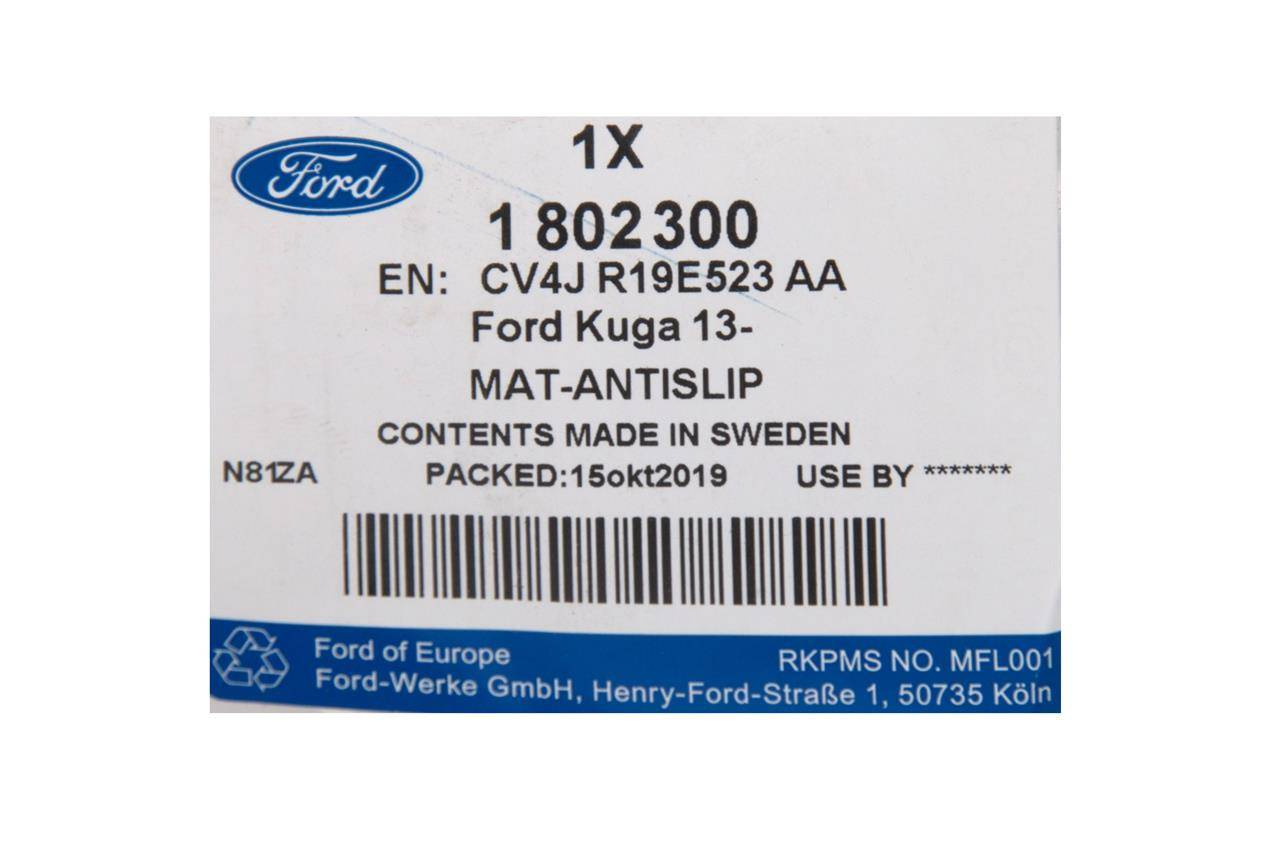 Ford
1X
1 802 300
EN: CV4J R19E523 AA
Ford Kuga 13-
MAT-ANTISLIP
CONTENTS MADE IN SWEDEN
N81ZA PACKED:15okt2019 USE BY *******
Ford of Europe RKPMS NO. MFL001
Ford-Werke GmbH, Henry-Ford-Straße 1, 50735 Köln